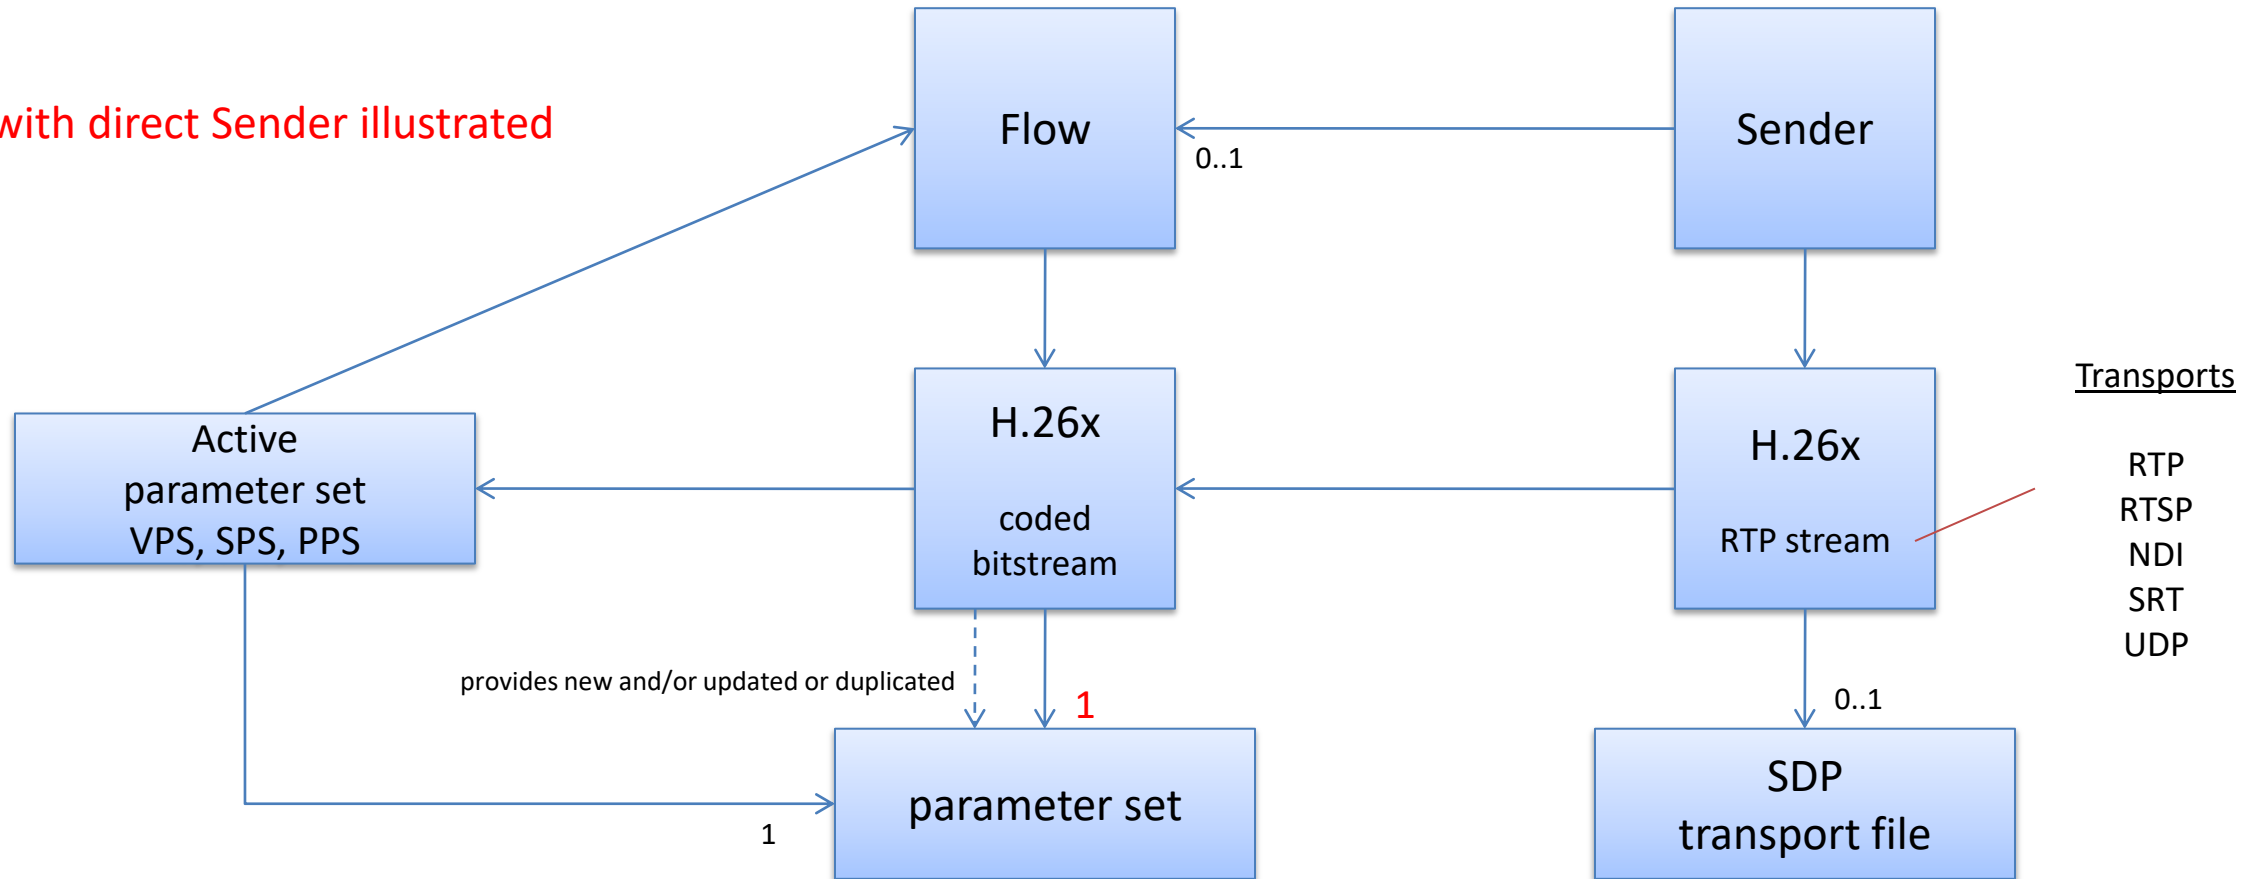 with direct Sender illustrated
Flow
0..1
Sender
Active
parameter set
VPS, SPS, PPS
H.26x
coded
bitstream
H.26x
RTP stream
Transports
RTP
RTSP
NDI
SRT
UDP
provides new and/or updated or duplicated
1
0..1
1
parameter set
SDP
transport file